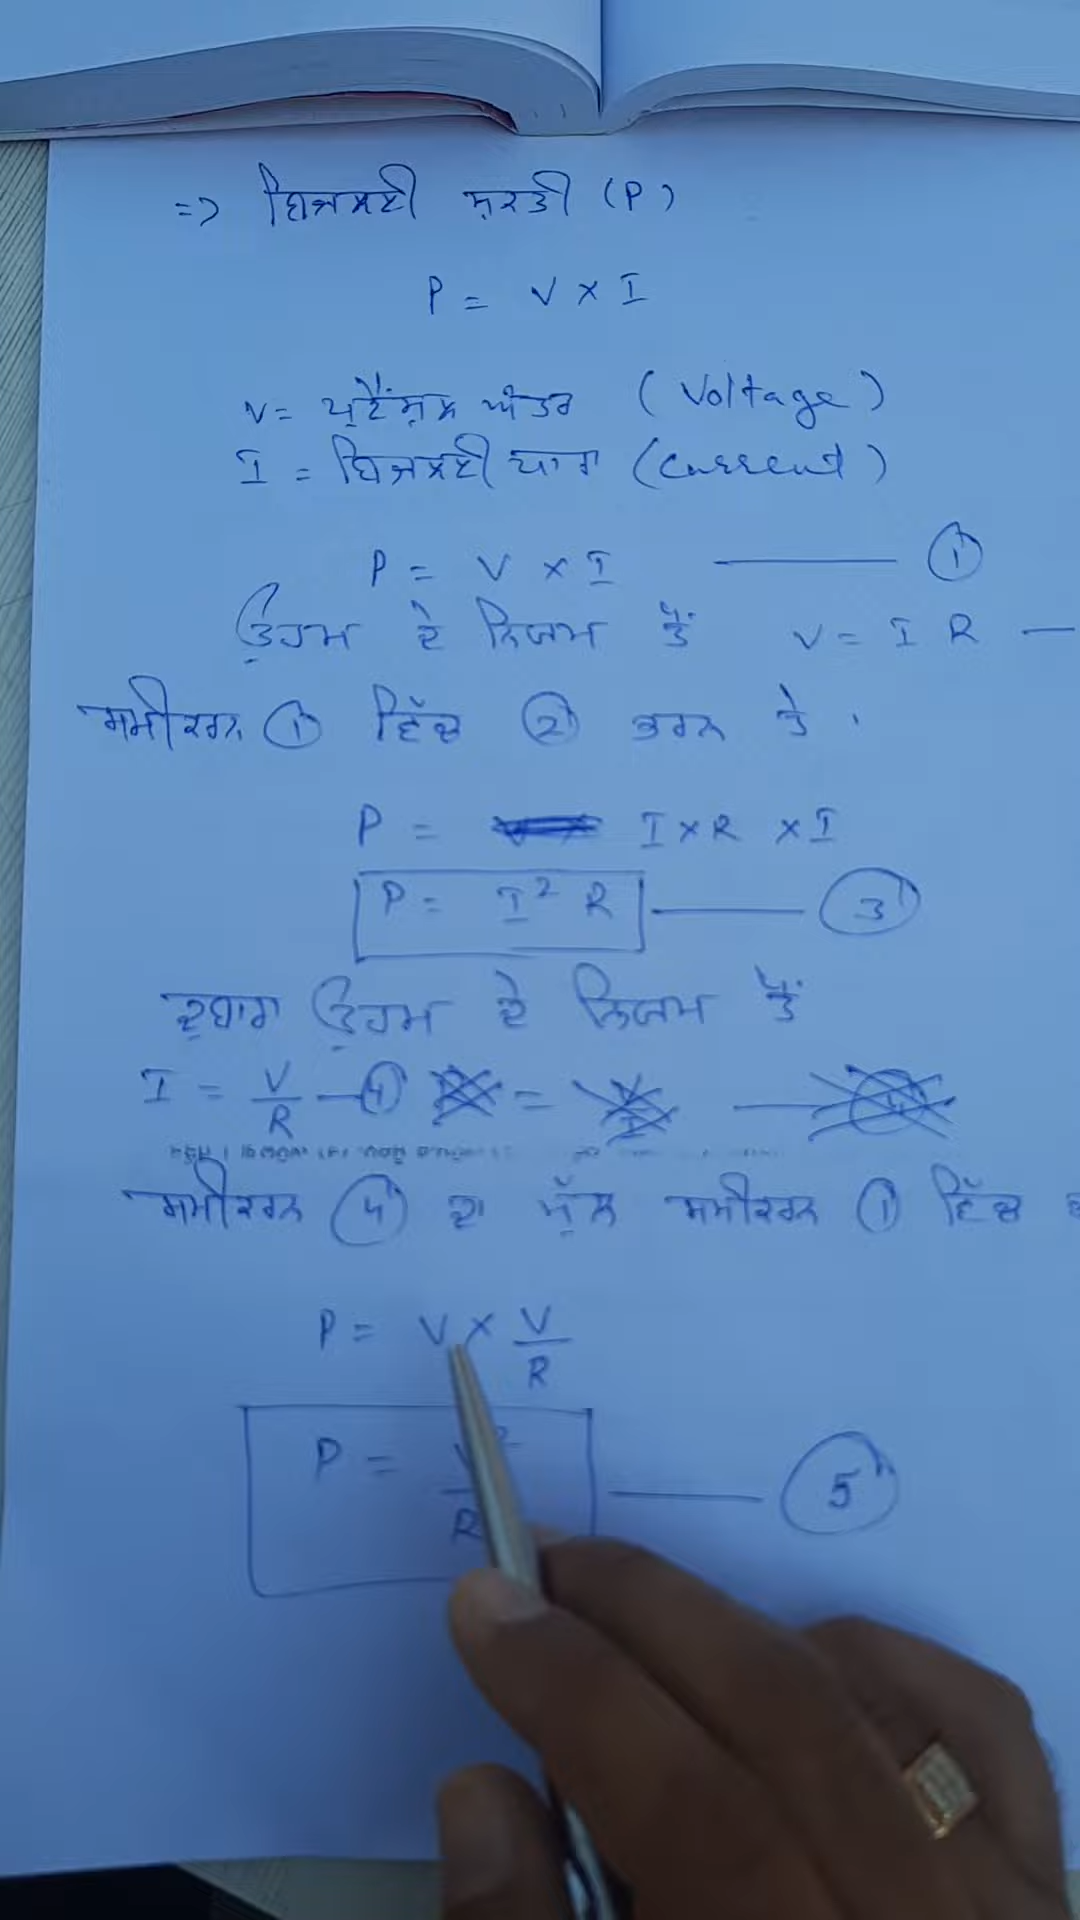 => ਬਿਜਲਈ ਸ਼ਕਤੀ (P)
P = V × I
V = ਪੁਟੈਂਸ਼ਲ ਅੰਤਰ (Voltage)
I = ਬਿਜਲਈ ਧਾਰਾ (Current)
P = V × I —— 1
ਓਹਮ ਦੇ ਨਿਯਮ ਤੋਂ V = I R —
ਸਮੀਕਰਨ 1 ਵਿੱਚ 2 ਭਰਨ ਤੇ
P = I × R × I
P = I² R —— 3
ਦੁਬਾਰਾ ਓਹਮ ਦੇ ਨਿਯਮ ਤੋਂ
I = V/R — 4 =
ਸਮੀਕਰਨ 4 ਦਾ ਮੁੱਲ ਸਮੀਕਰਨ 1 ਵਿੱਚ
P = V × V/R
P = V²/R —— 5